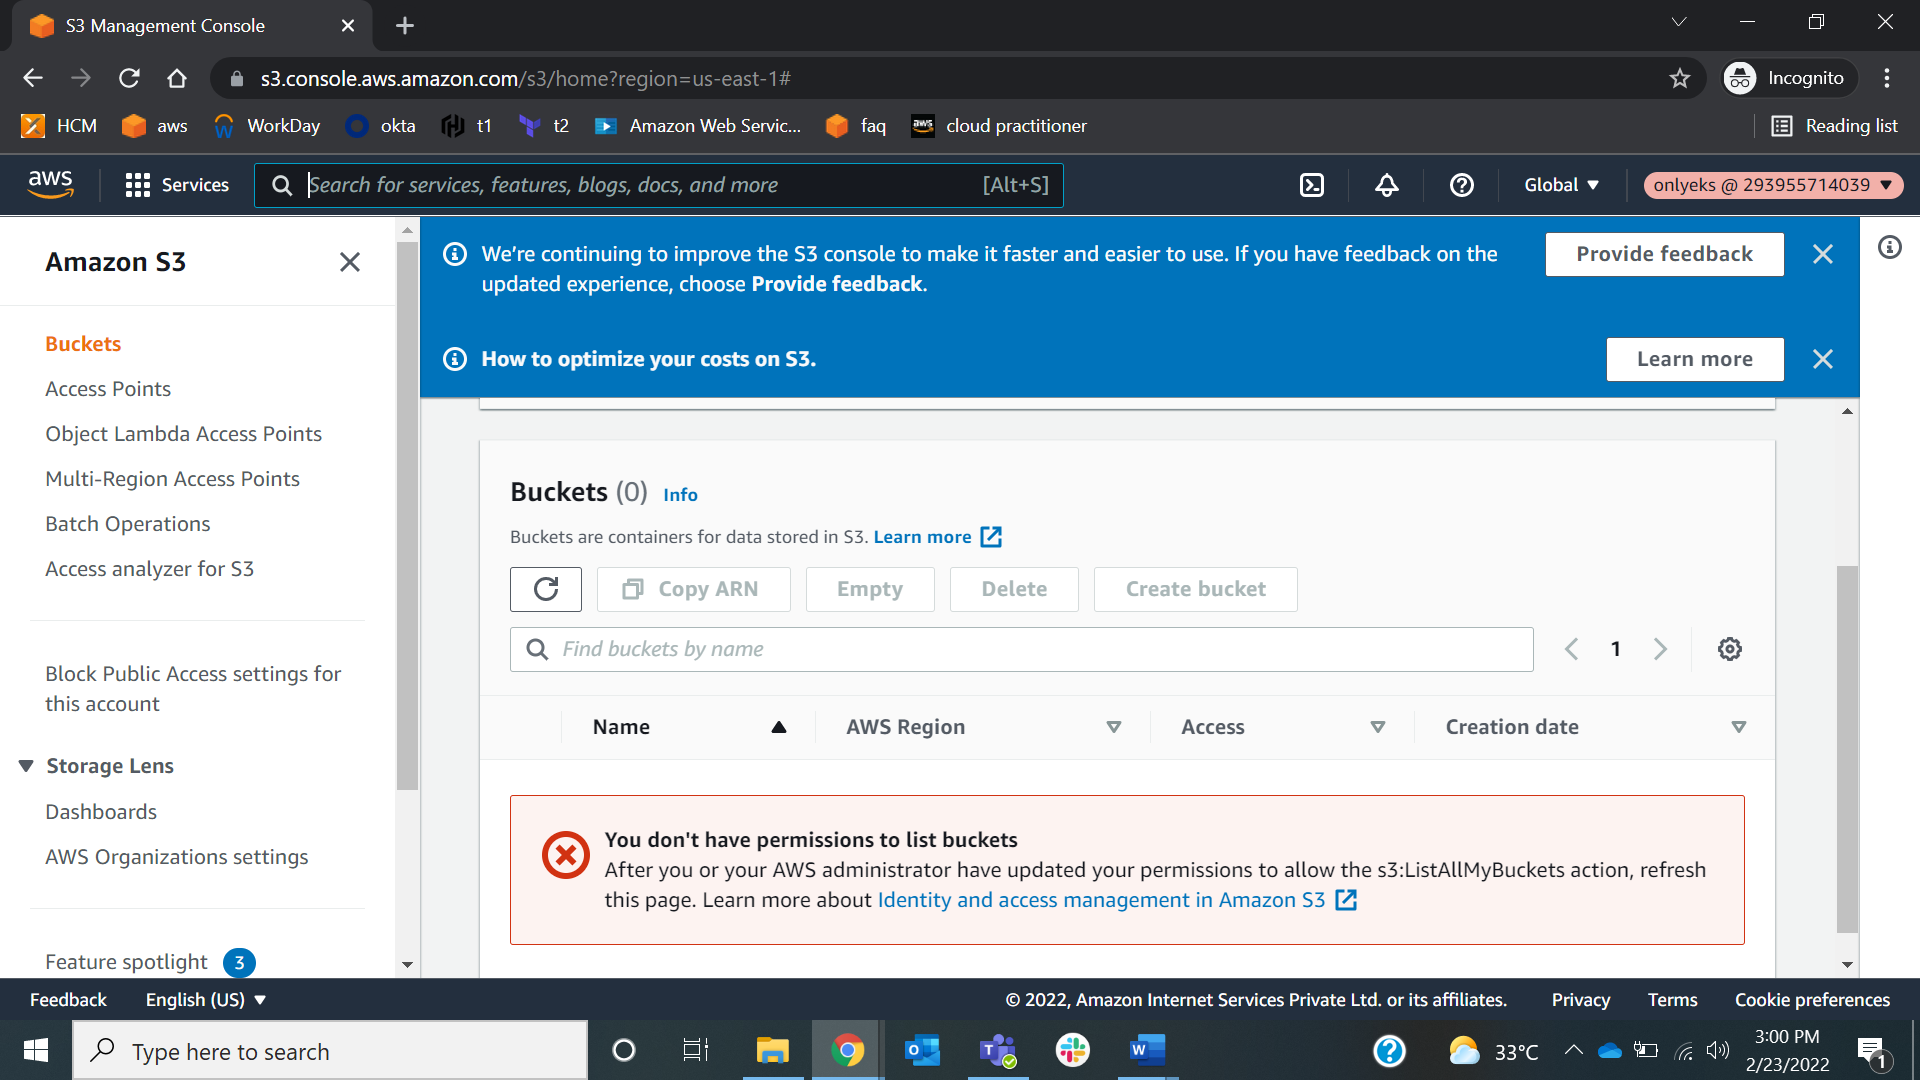 S3 Management Console
s3.console.aws.amazon.com/s3/home?region=us-east-1#
Incognito
HCM
aws
WorkDay
okta
t1
t2
Amazon Web Servic...
faq
aws
cloud practitioner
Reading list
aws
Services
Search for services, features, blogs, docs, and more
[Alt+S]
Global
onlyeks @ 293955714039
Amazon S3
Buckets
Access Points
Object Lambda Access Points
Multi-Region Access Points
Batch Operations
Access analyzer for S3
Block Public Access settings for
this account
Storage Lens
Dashboards
AWS Organizations settings
Feature spotlight 3
We’re continuing to improve the S3 console to make it faster and easier to use. If you have feedback on the
updated experience, choose Provide feedback.
Provide feedback
How to optimize your costs on S3.
Learn more
Buckets (0) Info
Buckets are containers for data stored in S3. Learn more
Copy ARN
Empty
Delete
Create bucket
Find buckets by name
1
Name
AWS Region
Access
Creation date
You don't have permissions to list buckets
After you or your AWS administrator have updated your permissions to allow the s3:ListAllMyBuckets action, refresh
this page. Learn more about Identity and access management in Amazon S3
Feedback
English (US)
© 2022, Amazon Internet Services Private Ltd. or its affiliates.
Privacy
Terms
Cookie preferences
Type here to search
33°C
3:00 PM
2/23/2022
1